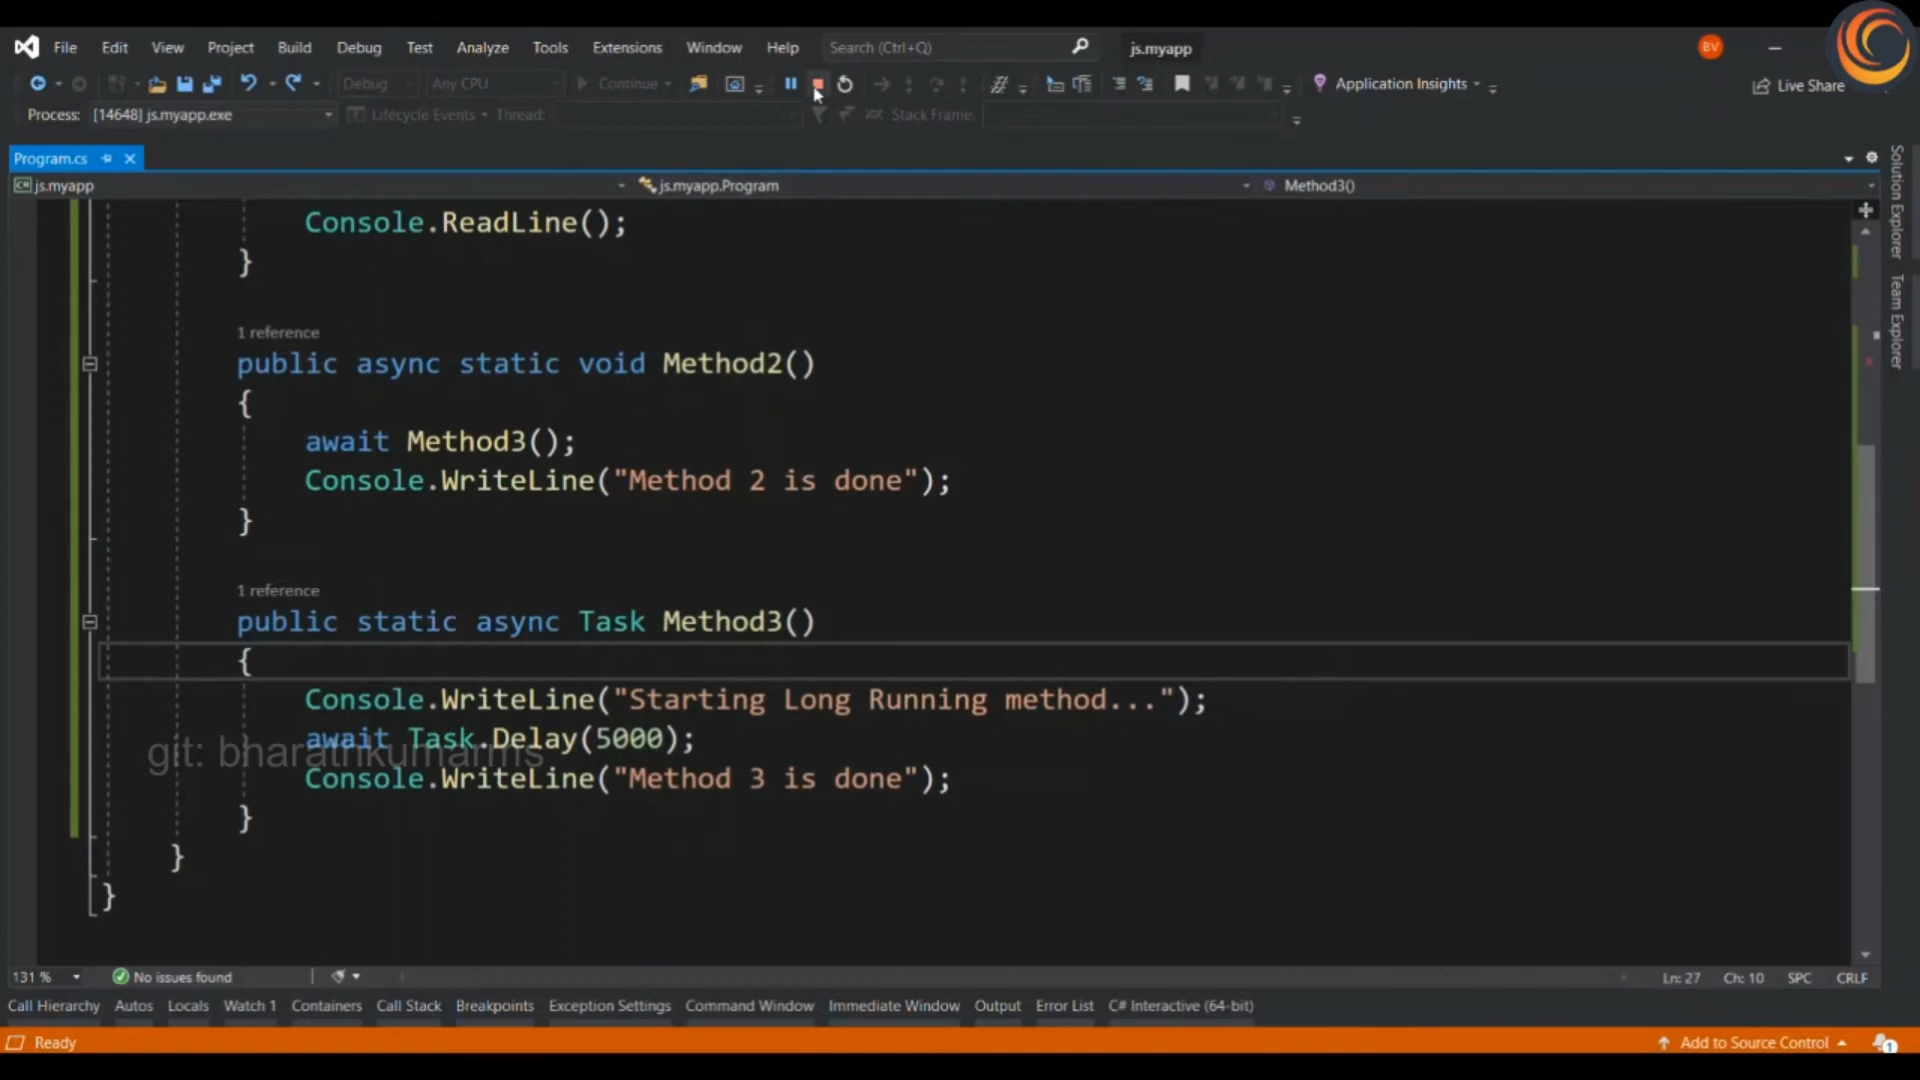 File Edit View Project Build Debug Test Analyze Tools Extensions Window Help Search (Ctrl+Q) js.myapp BV
Debug Any CPU Continue Application Insights Live Share
Process: [14648] js.myapp.exe Lifecycle Events Thread: Stack Frame:
Program.cs
C# js.myapp js.myapp.Program Method3()
Solution Explorer
Team Explorer
Console.ReadLine();
}
1 reference
public async static void Method2()
{
await Method3();
Console.WriteLine("Method 2 is done");
}
1 reference
public static async Task Method3()
{
Console.WriteLine("Starting Long Running method...");
await Task.Delay(5000);
git: bharathkumarms
Console.WriteLine("Method 3 is done");
}
}
}
131 % No issues found Ln: 27 Ch: 10 SPC CRLF
Call Hierarchy Autos Locals Watch 1 Containers Call Stack Breakpoints Exception Settings Command Window Immediate Window Output Error List C# Interactive (64-bit)
Ready Add to Source Control 1